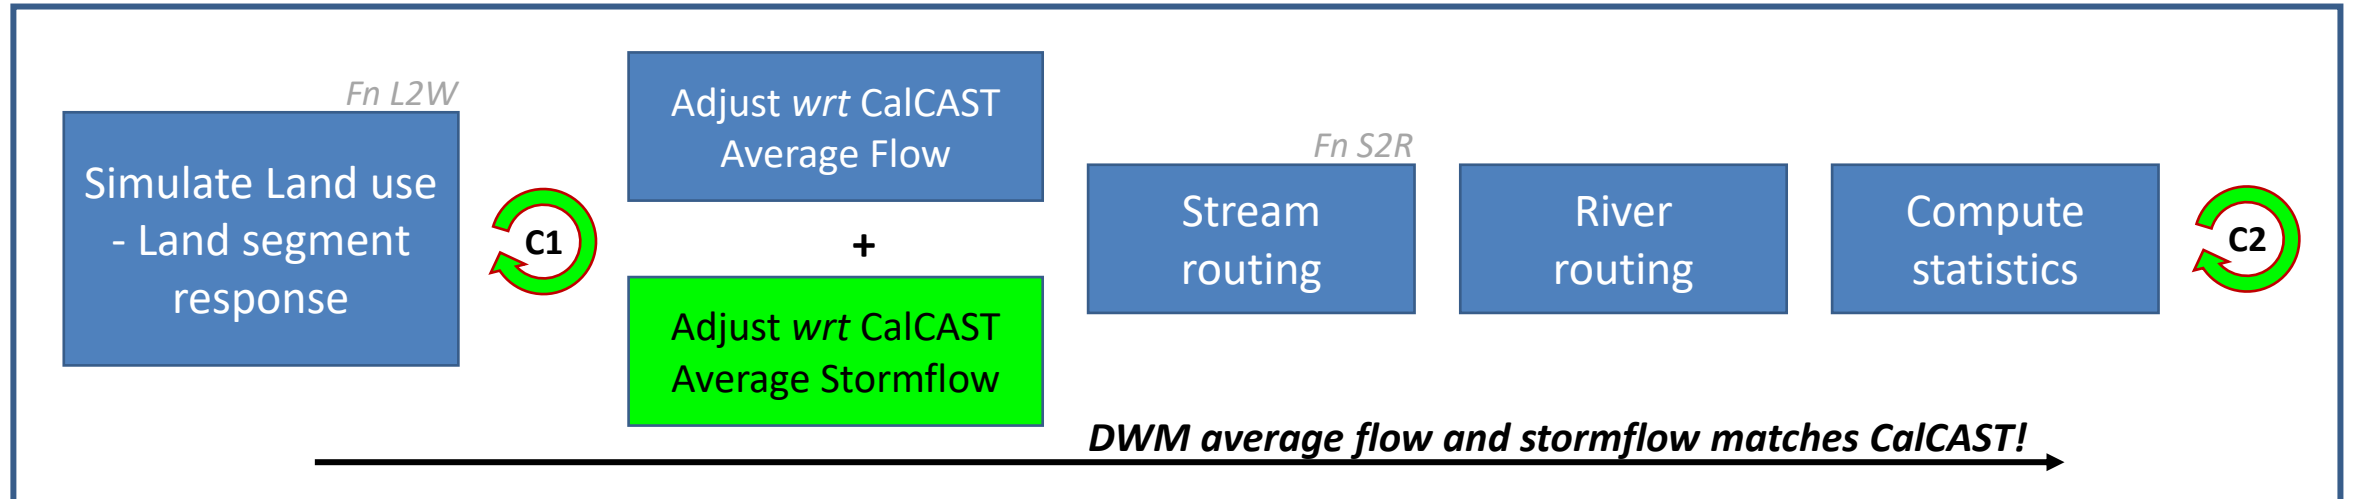 Fn L2W
Simulate Land use
- Land segment
response
C1
Adjust wrt CalCAST
Average Flow
+
Adjust wrt CalCAST
Average Stormflow
Fn S2R
Stream
routing
River
routing
Compute
statistics
C2
DWM average flow and stormflow matches CalCAST!